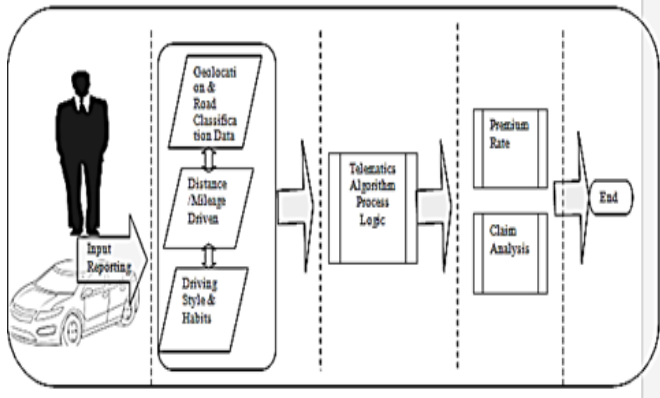 Input
Reporting
Geolocati
on &
Road
Classifica
tion Data
Distance
/Mileage
Driven
Driving
Style &
Habits
Telematics
Algorithm
Process
Logic
Premium
Rate
Claim
Analysis
End